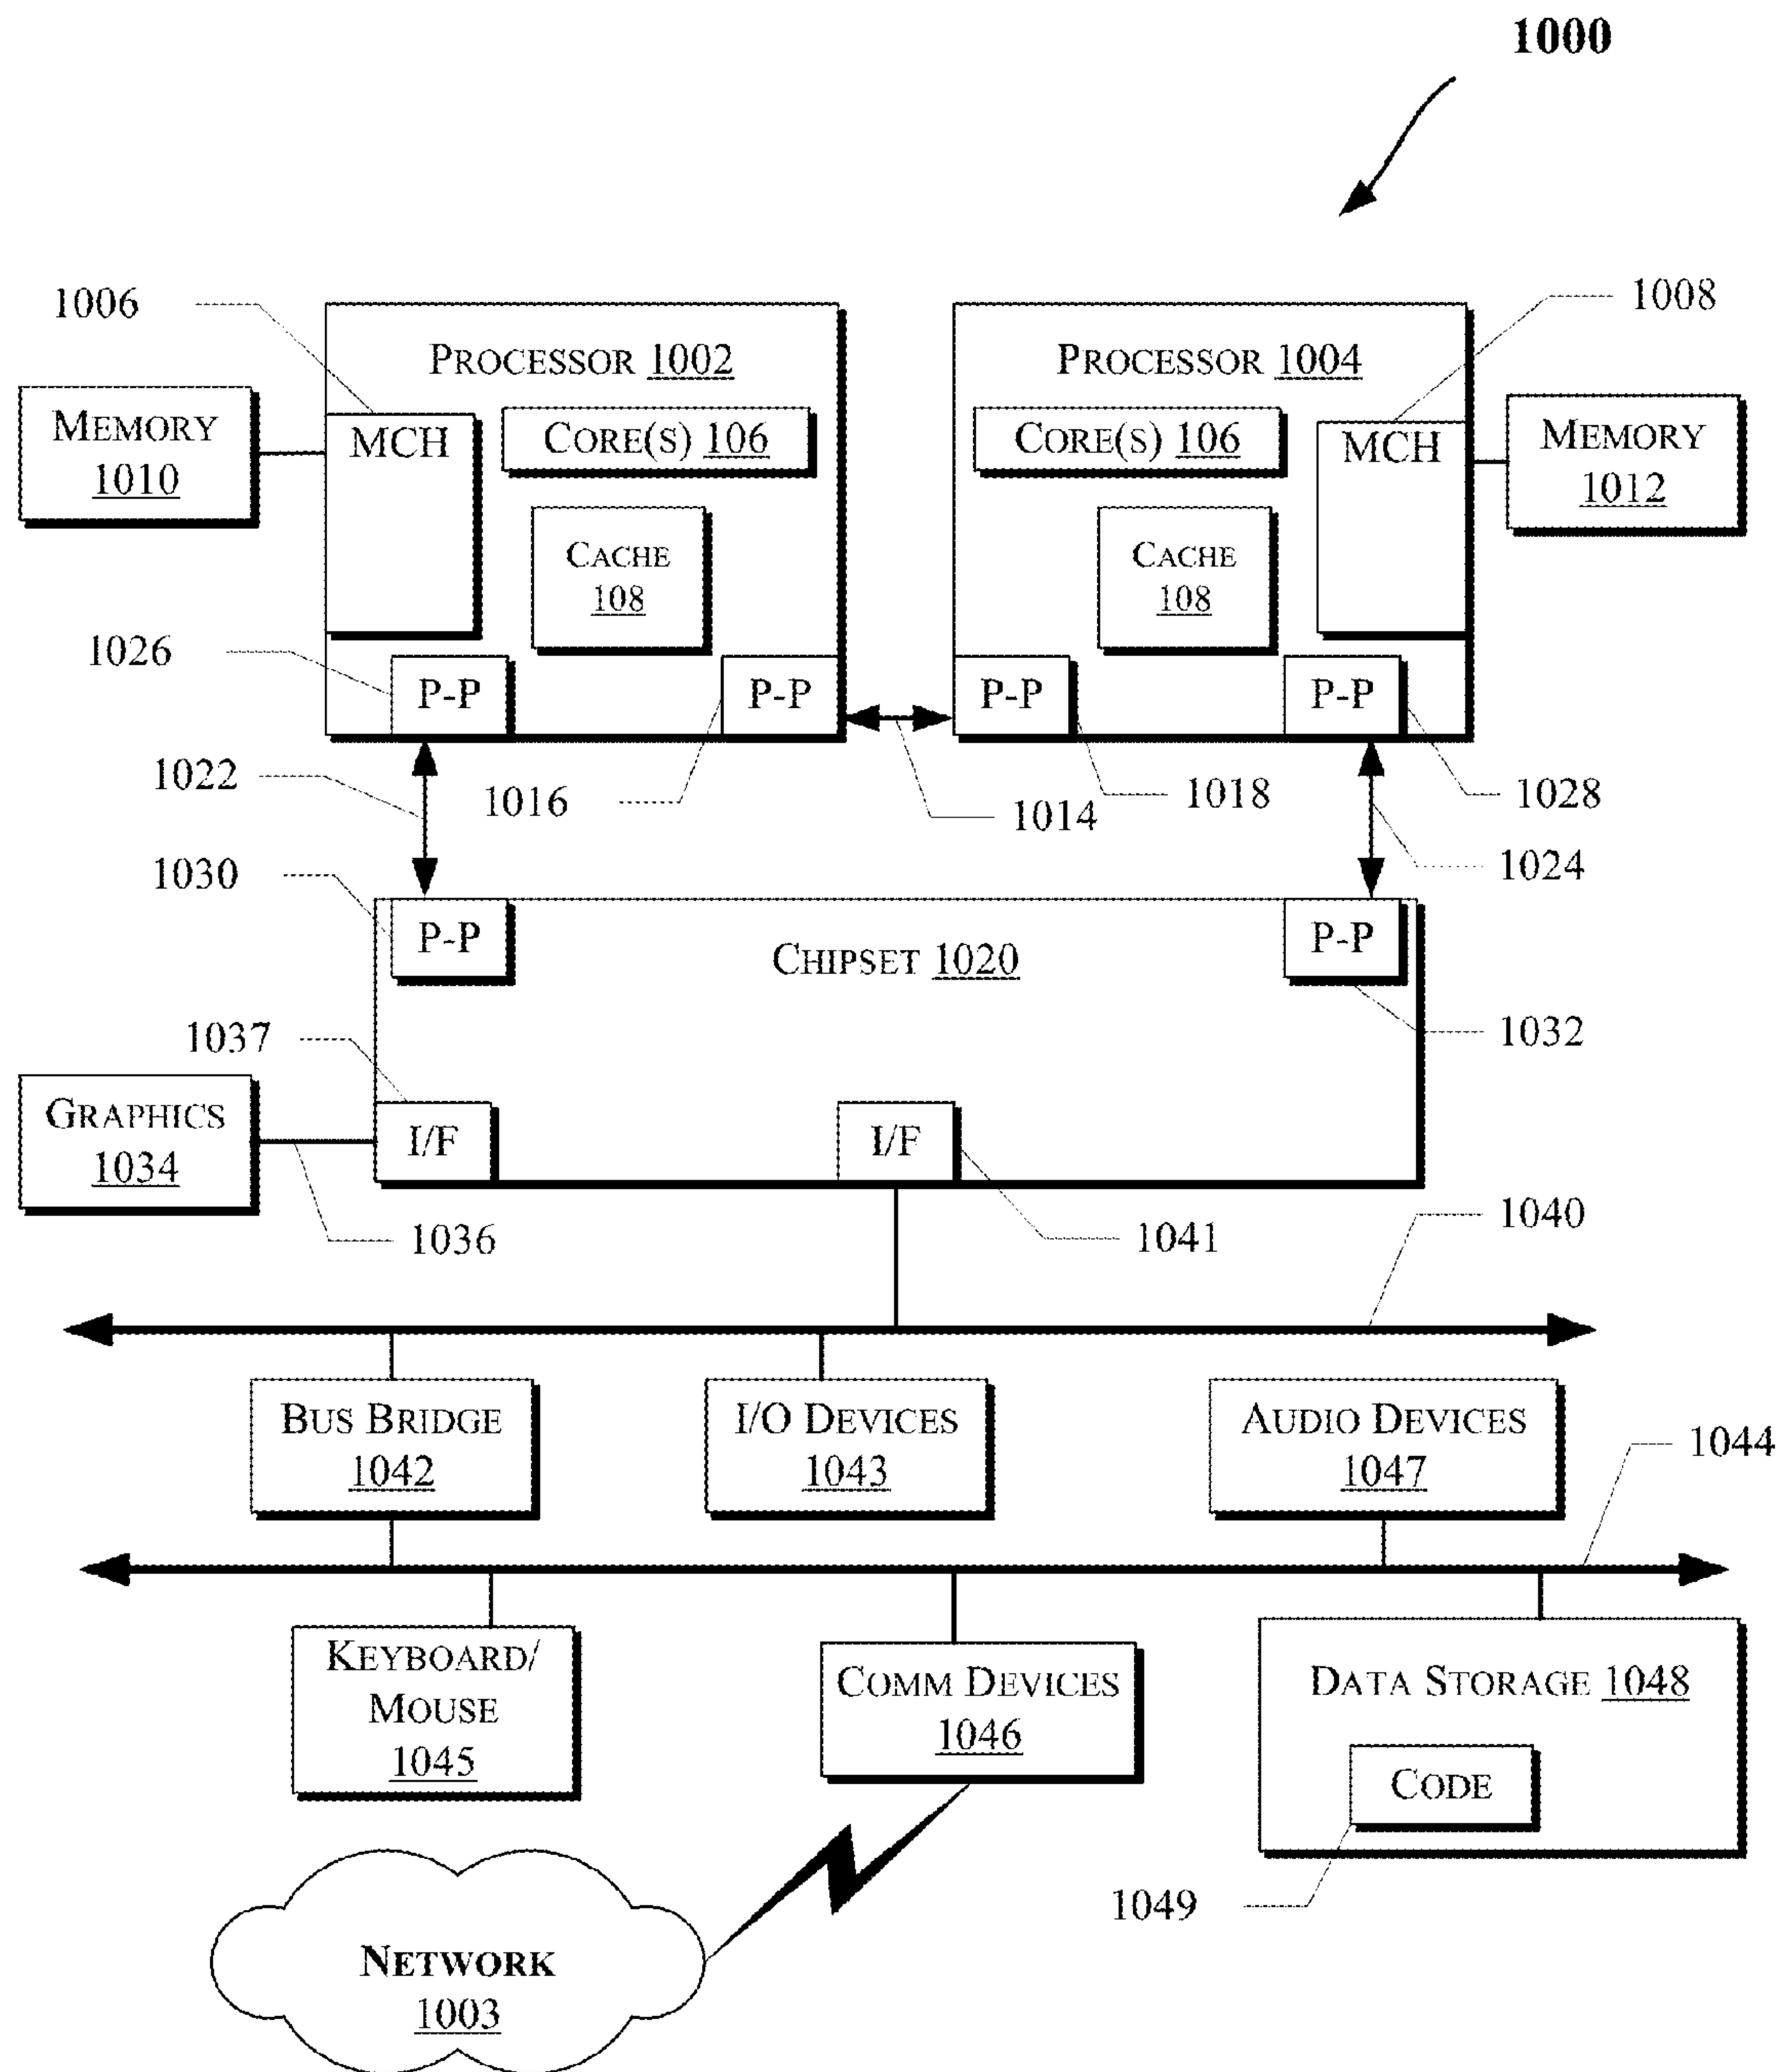 1000
1006
1008
PROCESSOR 1002
PROCESSOR 1004
MEMORY
1010
MCH
CORE(S) 106
CORE(S) 106
MCH
MEMORY
1012
CACHE
108
CACHE
108
1026
P-P
P-P
P-P
P-P
1022
1016
1014
1018
1028
1030
1024
P-P
CHIPSET 1020
P-P
1037
1032
GRAPHICS
1034
I/F
I/F
1036
1041
1040
BUS BRIDGE
1042
I/O DEVICES
1043
AUDIO DEVICES
1047
1044
KEYBOARD/
MOUSE
1045
COMM DEVICES
1046
DATA STORAGE 1048
CODE
1049
NETWORK
1003